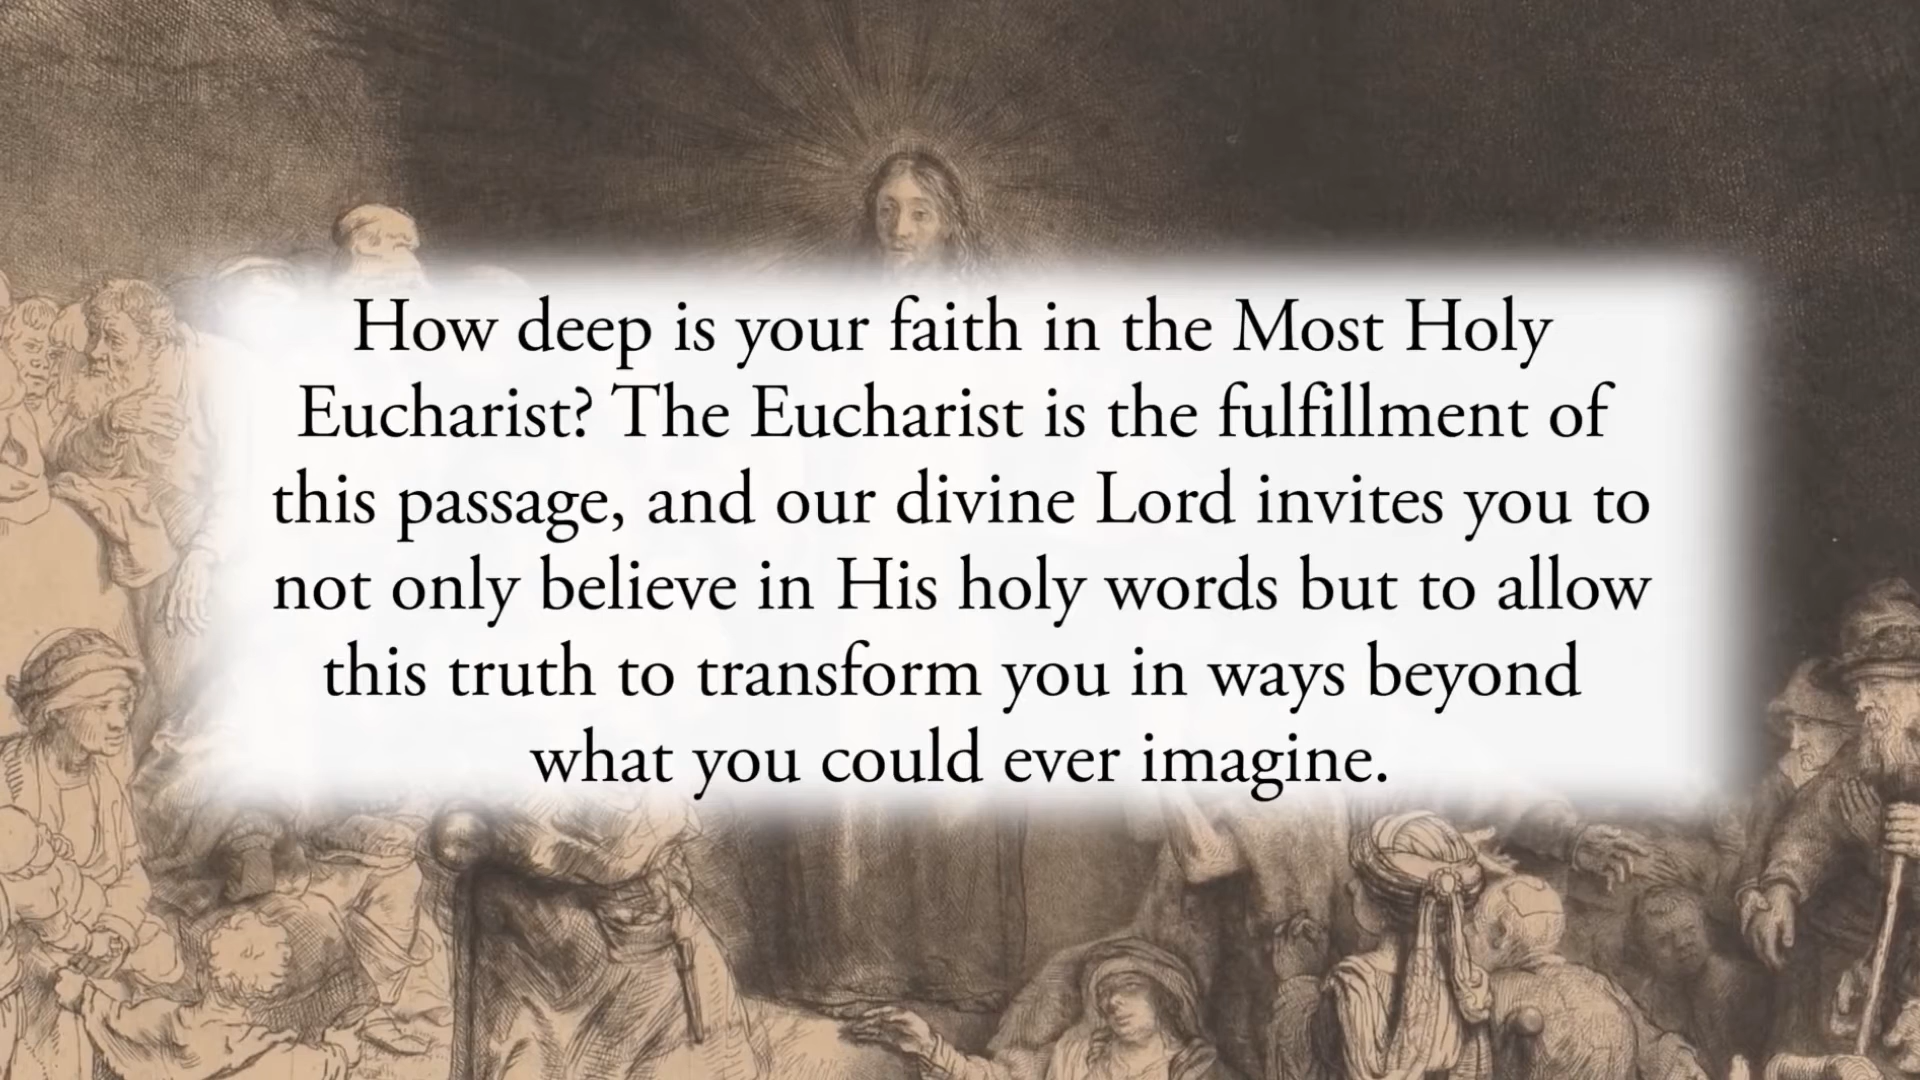 How deep is your faith in the Most Holy
Eucharist? The Eucharist is the fulfillment of
this passage, and our divine Lord invites you to
not only believe in His holy words but to allow
this truth to transform you in ways beyond
what you could ever imagine.